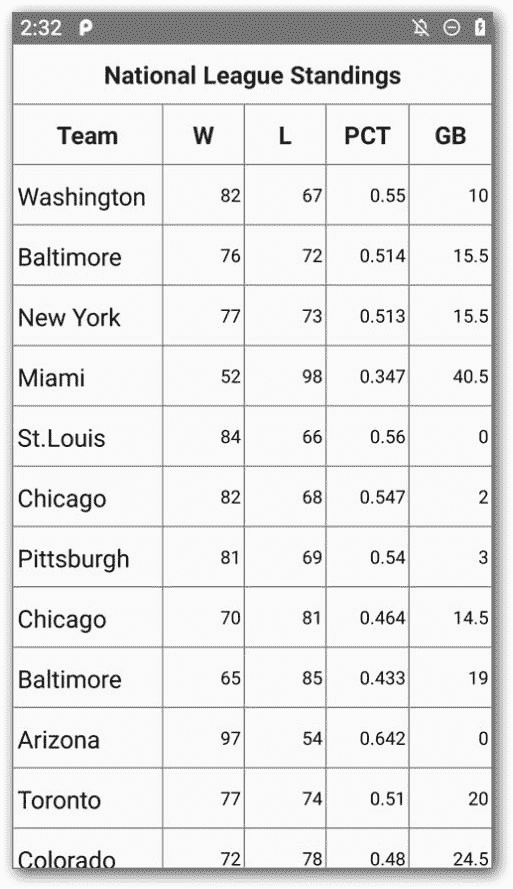 2:32
National League Standings
Team W L PCT GB
Washington 82 67 0.55 10
Baltimore 76 72 0.514 15.5
New York 77 73 0.513 15.5
Miami 52 98 0.347 40.5
St.Louis 84 66 0.56 0
Chicago 82 68 0.547 2
Pittsburgh 81 69 0.54 3
Chicago 70 81 0.464 14.5
Baltimore 65 85 0.433 19
Arizona 97 54 0.642 0
Toronto 77 74 0.51 20
Colorado 72 78 0.48 24.5